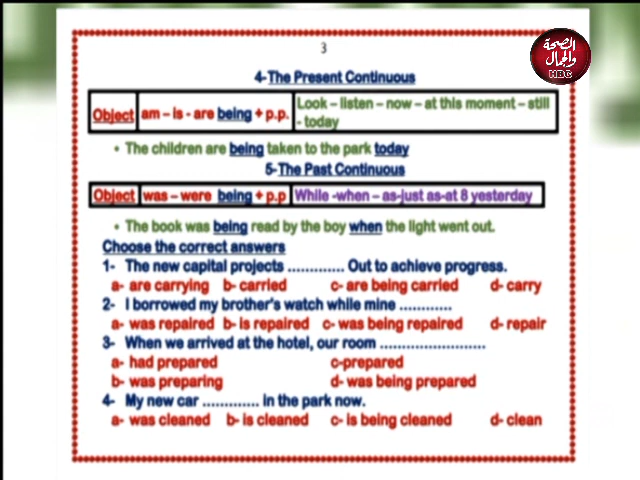 الصحة
والجمال
HBC
3
4-The Present Continuous
Object am – is - are being + p.p. Look – listen – now – at this moment – still
- today
• The children are being taken to the park today
5-The Past Continuous
Object was – were being + p.p While -when – as-just as-at 8 yesterday
• The book was being read by the boy when the light went out.
Choose the correct answers
1- The new capital projects ............. Out to achieve progress.
a- are carrying b- carried c- are being carried d- carry
2- I borrowed my brother's watch while mine ............
a- was repaired b- is repaired c- was being repaired d- repair
3- When we arrived at the hotel, our room ........................
a- had prepared c-prepared
b- was preparing d- was being prepared
4- My new car ............. in the park now.
a- was cleaned b- is cleaned c- is being cleaned d- clean